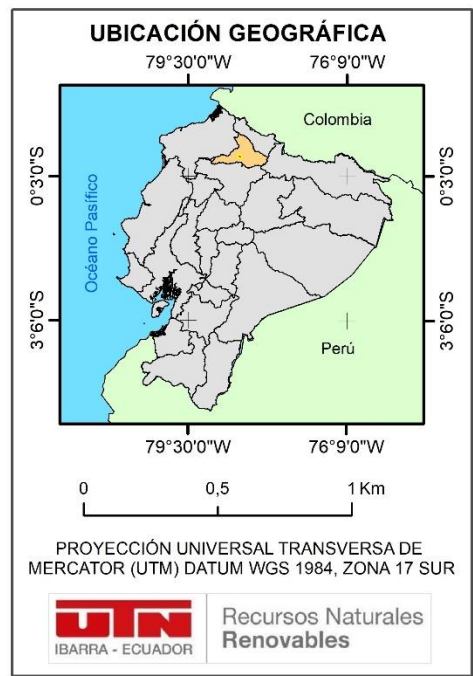 UBICACIÓN GEOGRÁFICA
79°30'0"W 76°9'0"W
Colombia
0°3'0"S 0°3'0"S
Océano Pasífico
3°6'0"S 3°6'0"S
Perú
79°30'0"W 76°9'0"W
0 0,5 1 Km
PROYECCIÓN UNIVERSAL TRANSVERSA DE
MERCATOR (UTM) DATUM WGS 1984, ZONA 17 SUR
UTN
IBARRA - ECUADOR
Recursos Naturales
Renovables